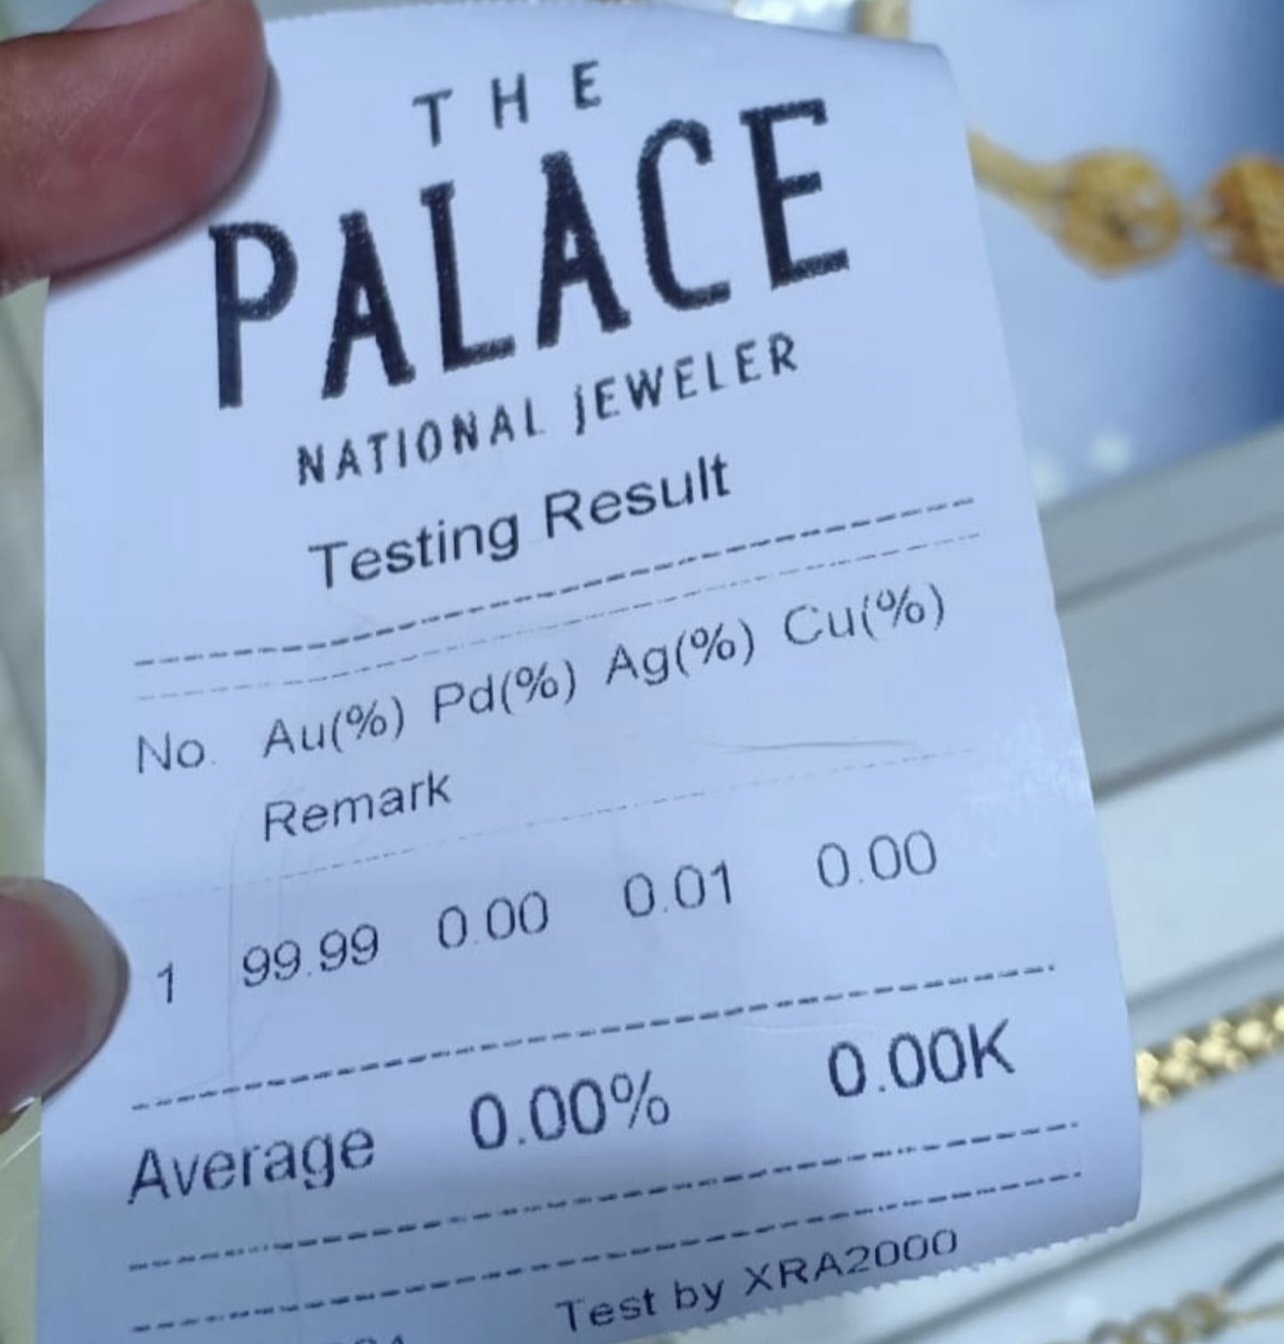 THE
PALACE
NATIONAL jEWELER
Testing Result
No. Au(%) Pd(%) Ag(%) Cu(%)
Remark
1 99.99 0.00 0.01 0.00
Average 0.00% 0.00K
Test by XRA2000